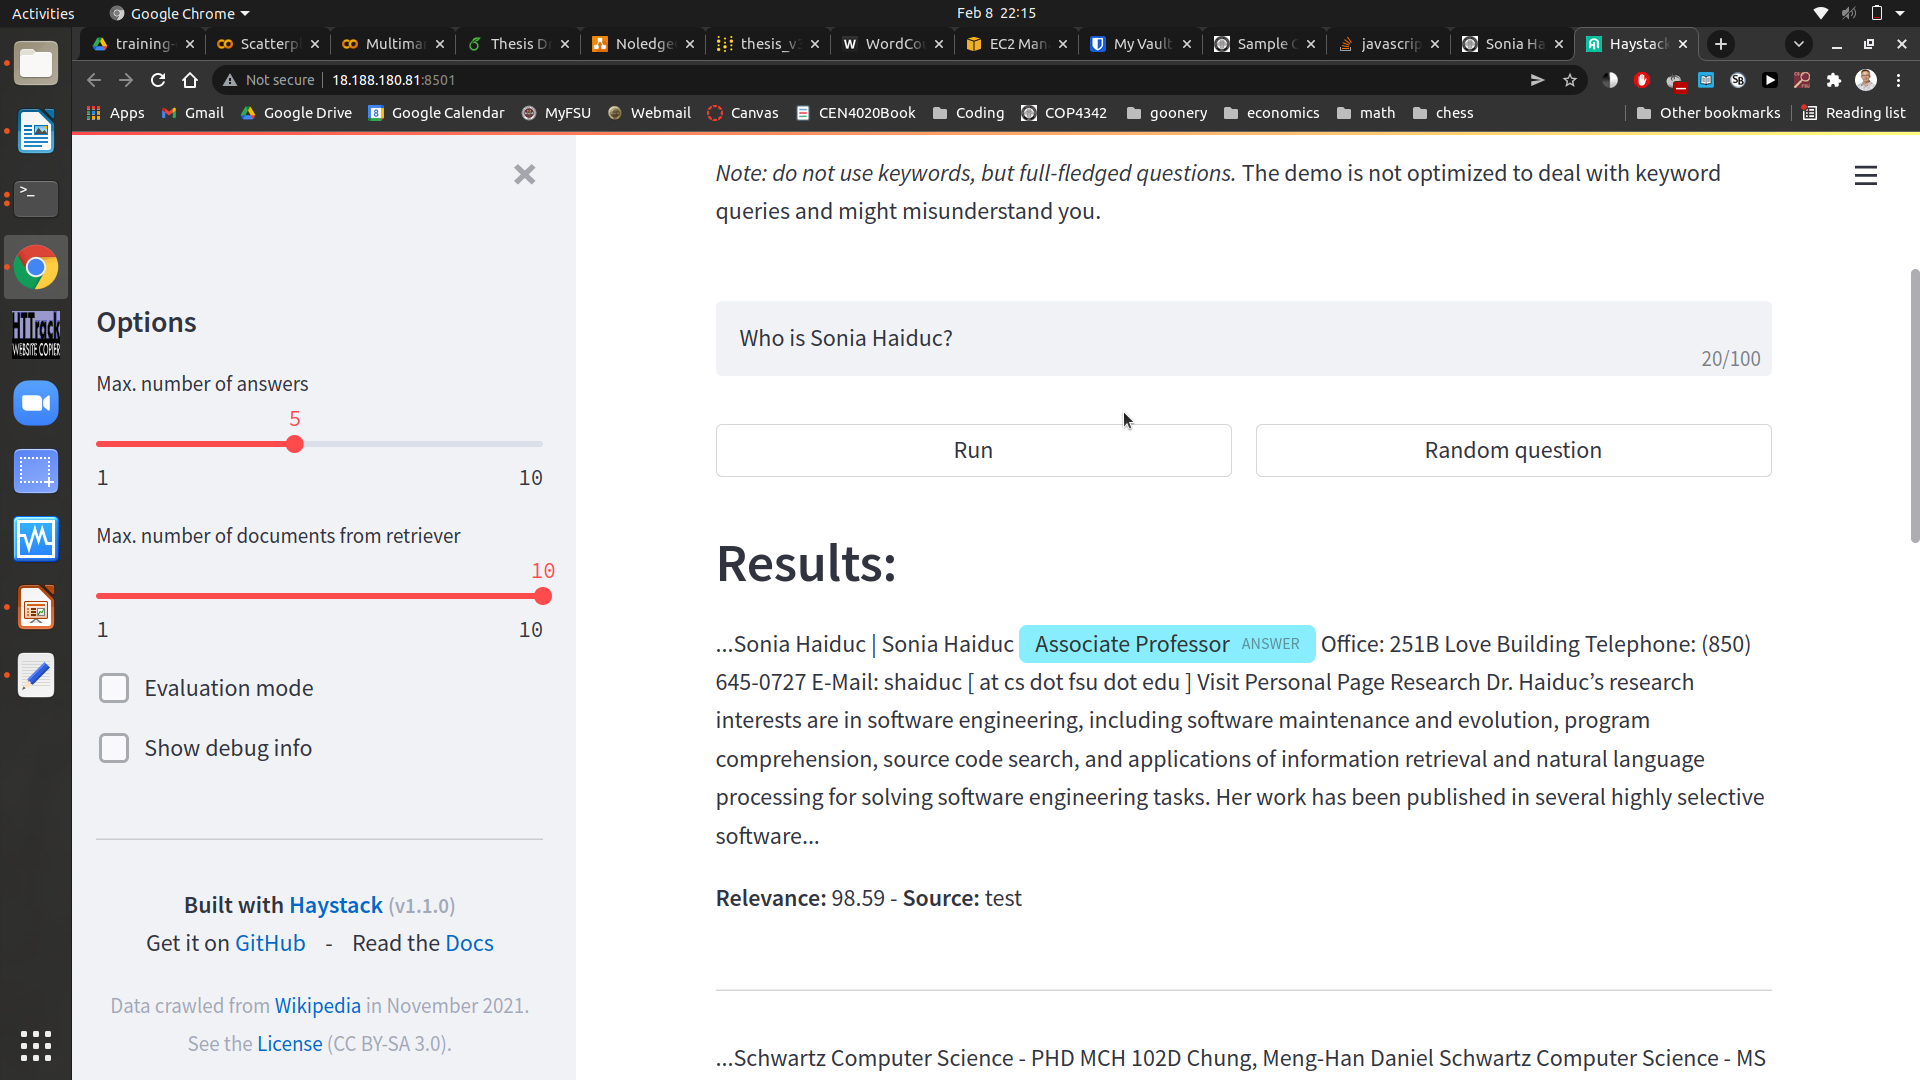 Activities
Google Chrome
Feb 8 22:15
training-
Scatterpl
Multimar
Thesis D
Noledge
thesis_v3
WordCo
EC2 Man
My Vault
Sample C
javascrip
Sonia Ha
Haystack
Not secure
18.188.180.81:8501
Apps
Gmail
Google Drive
Google Calendar
MyFSU
Webmail
Canvas
CEN4020Book
Coding
COP4342
goonery
economics
math
chess
Other bookmarks
Reading list
HTTrack
WEBSITE COPIER
Options
Max. number of answers
5
1 10
Max. number of documents from retriever
10
1 10
Evaluation mode
Show debug info
Built with Haystack (v1.1.0)
Get it on GitHub - Read the Docs
Data crawled from Wikipedia in November 2021.
See the License (CC BY-SA 3.0).
Note: do not use keywords, but full-fledged questions. The demo is not optimized to deal with keyword
queries and might misunderstand you.
Who is Sonia Haiduc?
20/100
Run
Random question
Results:
...Sonia Haiduc | Sonia Haiduc Associate Professor ANSWER Office: 251B Love Building Telephone: (850)
645-0727 E-Mail: shaiduc [ at cs dot fsu dot edu ] Visit Personal Page Research Dr. Haiduc’s research
interests are in software engineering, including software maintenance and evolution, program
comprehension, source code search, and applications of information retrieval and natural language
processing for solving software engineering tasks. Her work has been published in several highly selective
software...
Relevance: 98.59 - Source: test
...Schwartz Computer Science - PHD MCH 102D Chung, Meng-Han Daniel Schwartz Computer Science - MS